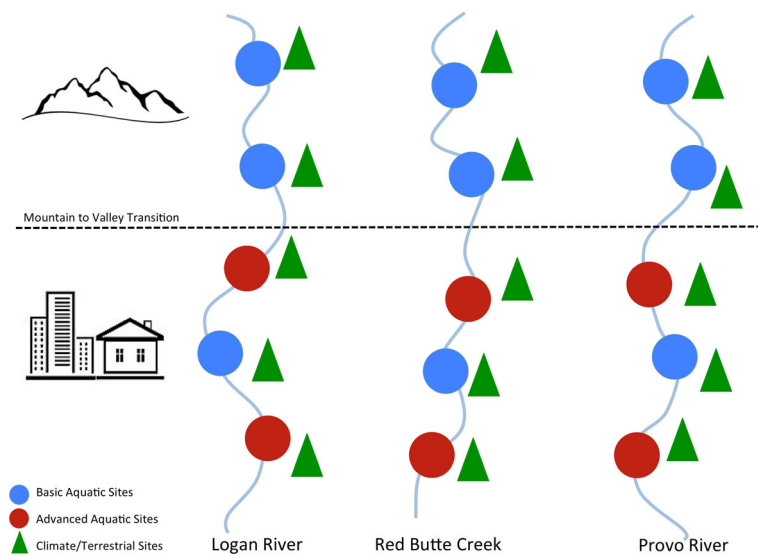 Mountain to Valley Transition
Basic Aquatic Sites
Advanced Aquatic Sites
Climate/Terrestrial Sites
Logan River
Red Butte Creek
Provo River